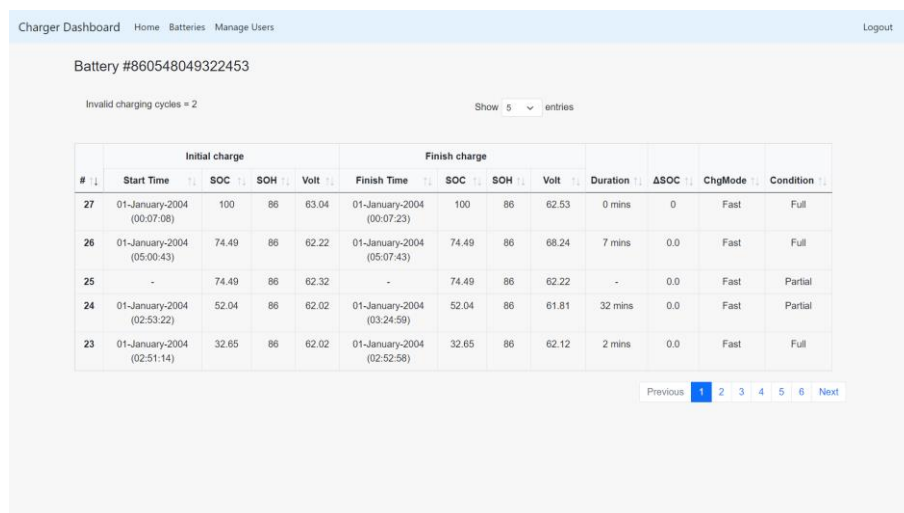 Charger Dashboard Home Batteries Manage Users Logout
Battery #860548049322453
Invalid charging cycles = 2
Show 5 entries
Initial charge Finish charge
# Start Time SOC SOH Volt Finish Time SOC SOH Volt Duration ΔSOC ChgMode Condition
27 01-January-2004 100 86 63.04 01-January-2004 100 86 62.53 0 mins 0 Fast Full
(00:07:08) (00:07:23)
26 01-January-2004 74.49 86 62.22 01-January-2004 74.49 86 68.24 7 mins 0.0 Fast Full
(05:00:43) (05:07:43)
25 - 74.49 86 62.32 - 74.49 86 62.22 - 0.0 Fast Partial
24 01-January-2004 52.04 86 62.02 01-January-2004 52.04 86 61.81 32 mins 0.0 Fast Partial
(02:53:22) (03:24:59)
23 01-January-2004 32.65 86 62.02 01-January-2004 32.65 86 62.12 2 mins 0.0 Fast Full
(02:51:14) (02:52:58)
Previous 1 2 3 4 5 6 Next